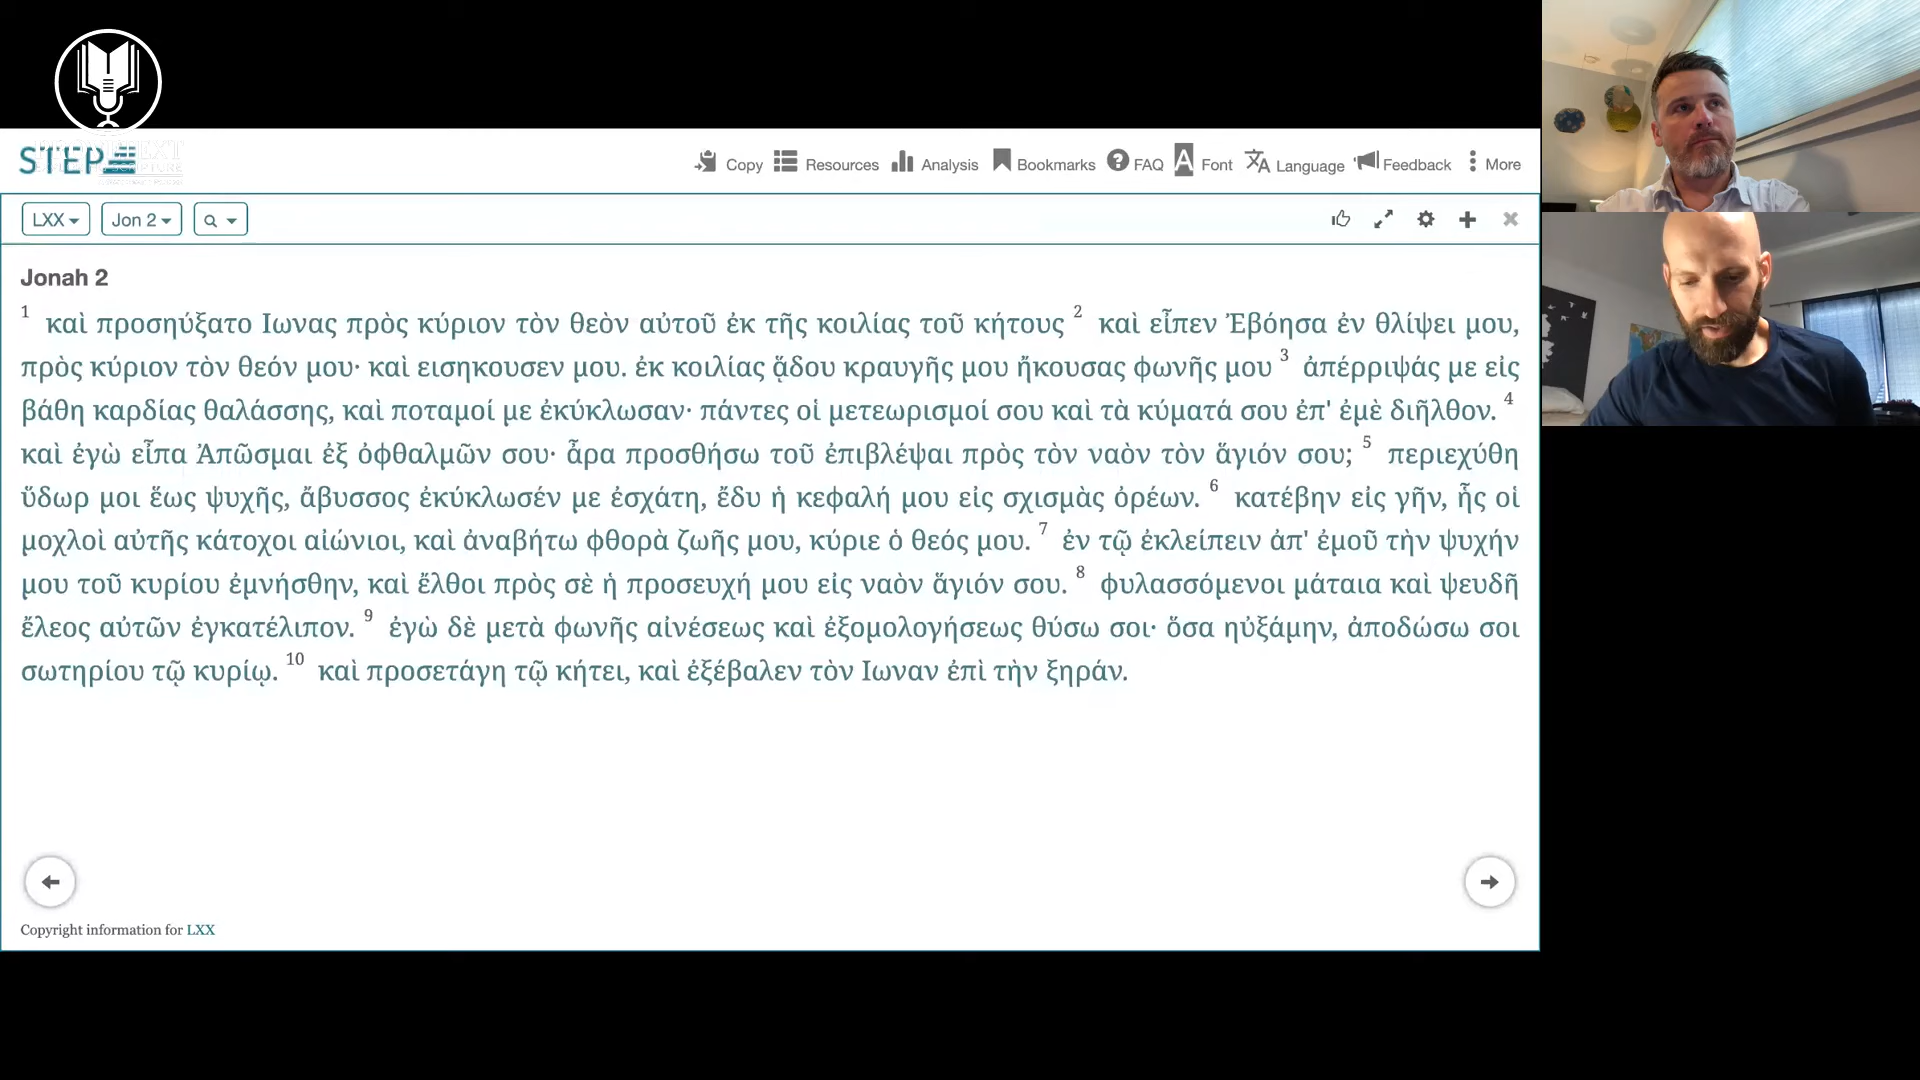 STEP
Copy Resources Analysis Bookmarks FAQ A Font Language Feedback More
LXX Jon 2
Jonah 2
1 καὶ προσηύξατο Ιωνας πρὸς κύριον τὸν θεὸν αὐτοῦ ἐκ τῆς κοιλίας τοῦ κήτους 2 καὶ εἶπεν Ἐβόησα ἐν θλίψει μου,
πρὸς κύριον τὸν θεόν μου· καὶ εισηκουσεν μου. ἐκ κοιλίας ᾅδου κραυγῆς μου ἤκουσας φωνῆς μου 3 ἀπέρριψάς με εἰς
βάθη καρδίας θαλάσσης, καὶ ποταμοί με ἐκύκλωσαν· πάντες οἱ μετεωρισμοί σου καὶ τὰ κύματά σου ἐπ' ἐμὲ διῆλθον. 4
καὶ ἐγὼ εἶπα Ἀπῶσμαι ἐξ ὀφθαλμῶν σου· ἆρα προσθήσω τοῦ ἐπιβλέψαι πρὸς τὸν ναὸν τὸν ἅγιόν σου; 5 περιεχύθη
ὕδωρ μοι ἕως ψυχῆς, ἄβυσσος ἐκύκλωσέν με ἐσχάτη, ἔδυ ἡ κεφαλή μου εἰς σχισμὰς ὀρέων. 6 κατέβην εἰς γῆν, ἧς οἱ
μοχλοὶ αὐτῆς κάτοχοι αἰώνιοι, καὶ ἀναβήτω φθορὰ ζωῆς μου, κύριε ὁ θεός μου. 7 ἐν τῷ ἐκλείπειν ἀπ' ἐμοῦ τὴν ψυχήν
μου τοῦ κυρίου ἐμνήσθην, καὶ ἔλθοι πρὸς σὲ ἡ προσευχή μου εἰς ναὸν ἅγιόν σου. 8 φυλασσόμενοι μάταια καὶ ψευδῆ
ἔλεος αὐτῶν ἐγκατέλιπον. 9 ἐγὼ δὲ μετὰ φωνῆς αἰνέσεως καὶ ἐξομολογήσεως θύσω σοι· ὅσα ηὐξάμην, ἀποδώσω σοι
σωτηρίου τῷ κυρίῳ. 10 καὶ προσετάγη τῷ κήτει, καὶ ἐξέβαλεν τὸν Ιωναν ἐπὶ τὴν ξηράν.
Copyright information for LXX